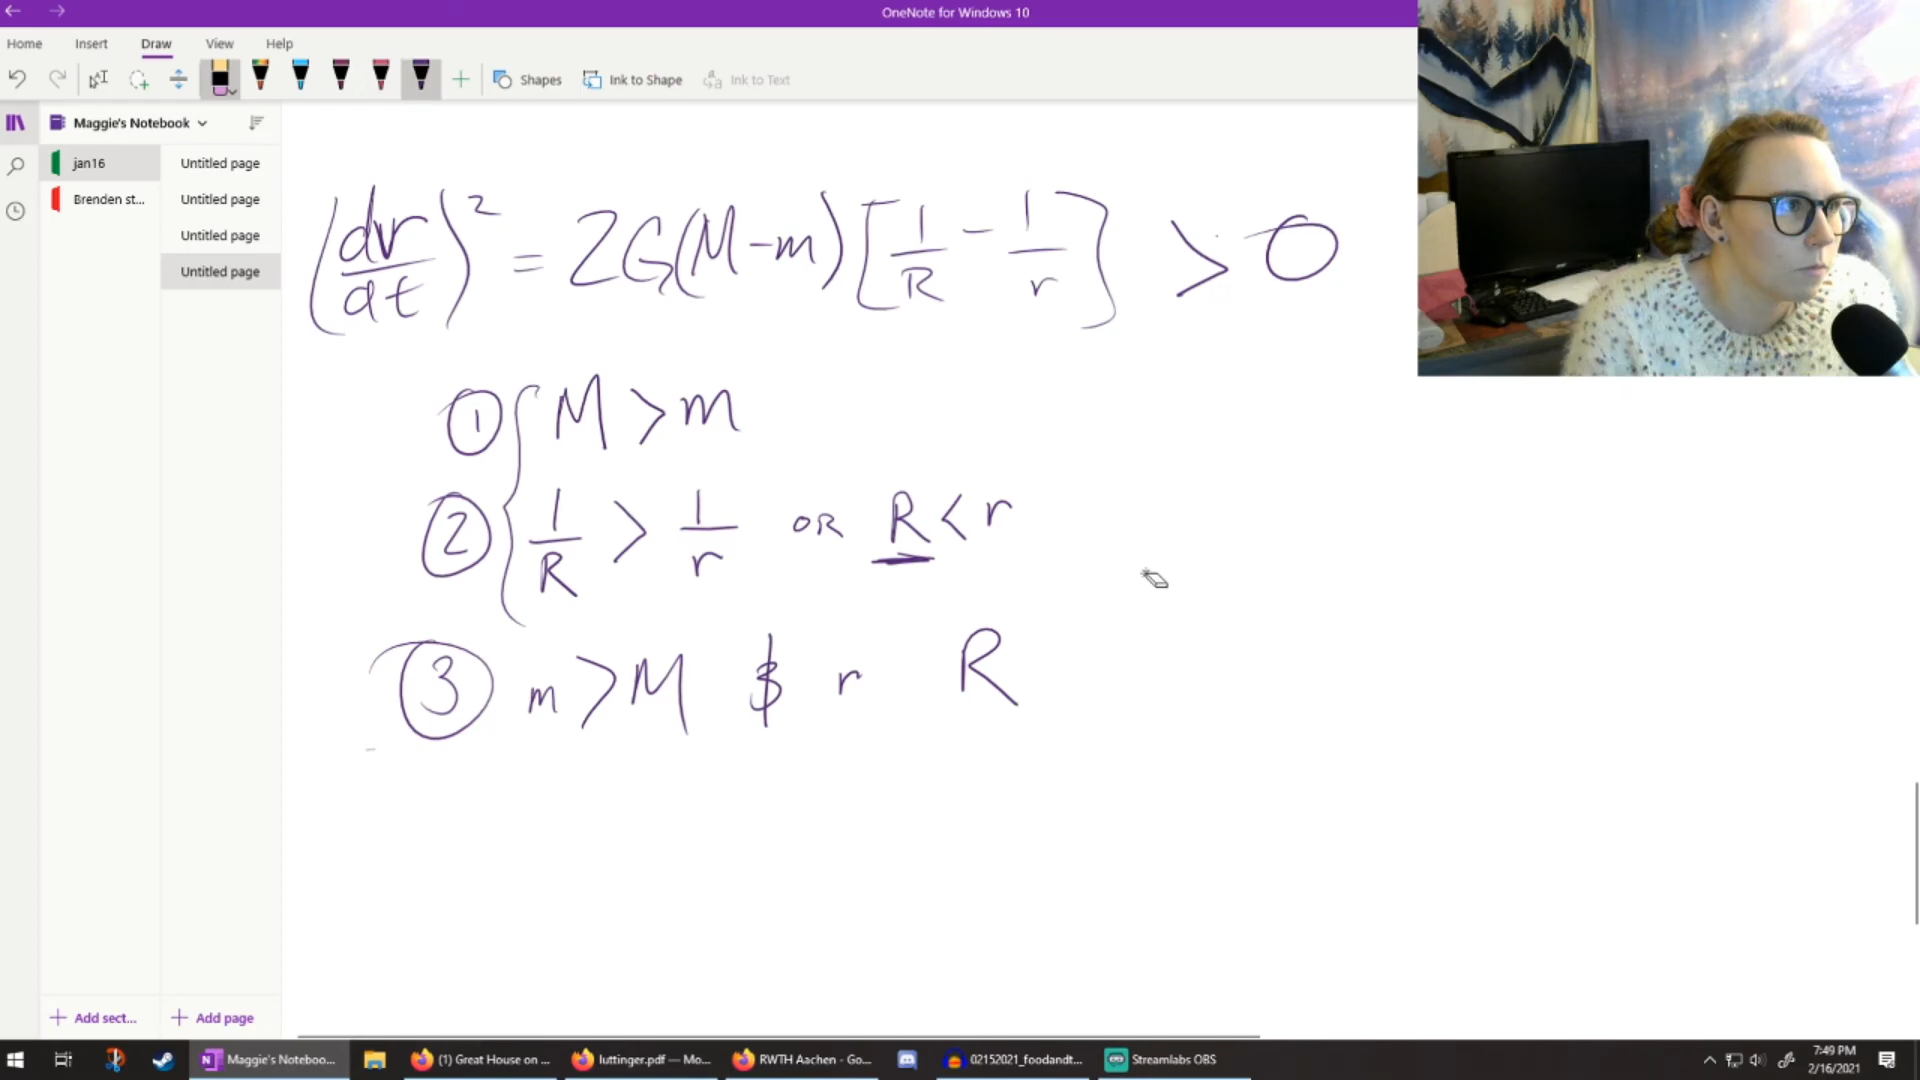 OneNote for Windows 10
Home Insert Draw View Help
Shapes Ink to Shape Ink to Text
Maggie's Notebook
jan16
Brenden st...
Untitled page
Untitled page
Untitled page
Untitled page
(dr/dt)² = 2G(M-m)[1/R - 1/r] > 0
① M > m
② 1/R > 1/r OR R < r
③ m > M & r R
+ Add sect... + Add page
Maggie's Noteboo... (1) Great House on ... luttinger.pdf — Mo... RWTH Aachen - Go... 02152021_foodandt... Streamlabs OBS
7:49 PM
2/16/2021